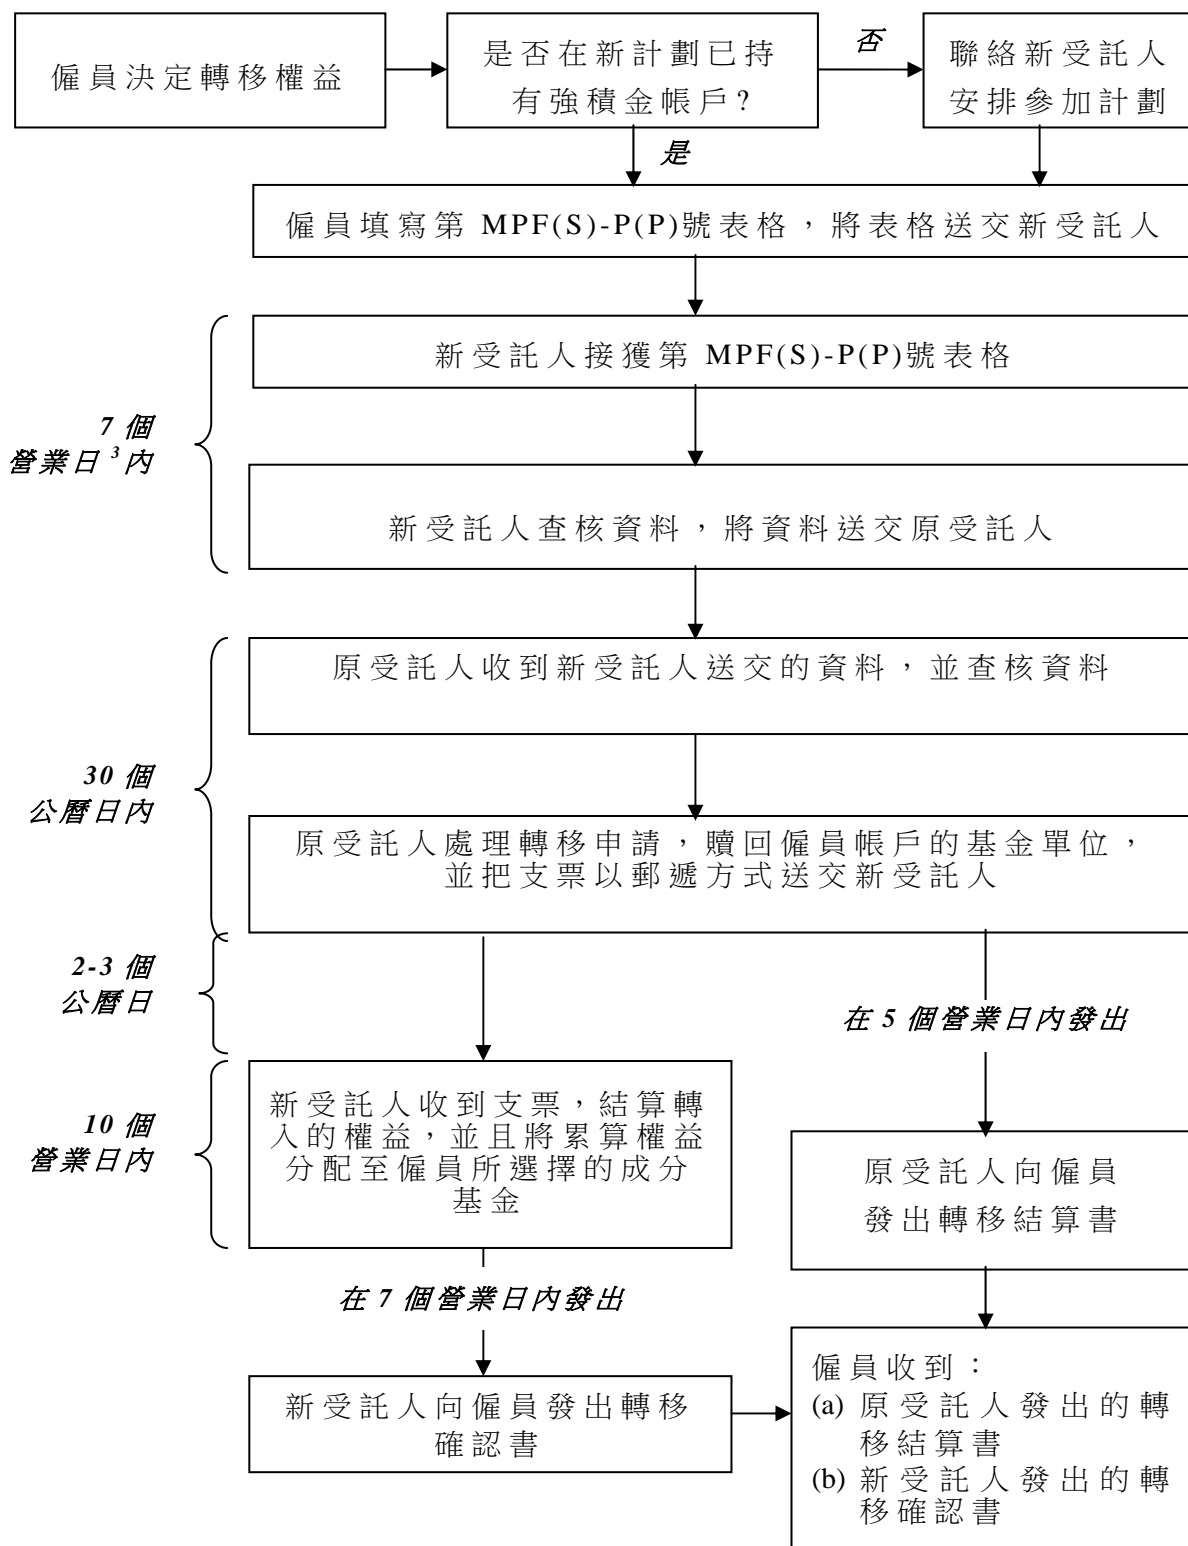 僱員決定轉移權益
是否在新計劃已持
有強積金帳戶?
否
聯絡新受託人
安排參加計劃
是
僱員填寫第 MPF(S)-P(P)號表格，將表格送交新受託人
新受託人接獲第 MPF(S)-P(P)號表格
7 個
營業日 3 內
新受託人查核資料，將資料送交原受託人
原受託人收到新受託人送交的資料，並查核資料
30 個
公曆日內
原受託人處理轉移申請，贖回僱員帳戶的基金單位，
並把支票以郵遞方式送交新受託人
2-3 個
公曆日
在 5 個營業日內發出
10 個
營業日內
新受託人收到支票，結算轉
入的權益，並且將累算權益
分配至僱員所選擇的成分
基金
原受託人向僱員
發出轉移結算書
在 7 個營業日內發出
新受託人向僱員發出轉移
確認書
僱員收到：
(a) 原受託人發出的轉
移結算書
(b) 新受託人發出的轉
移確認書